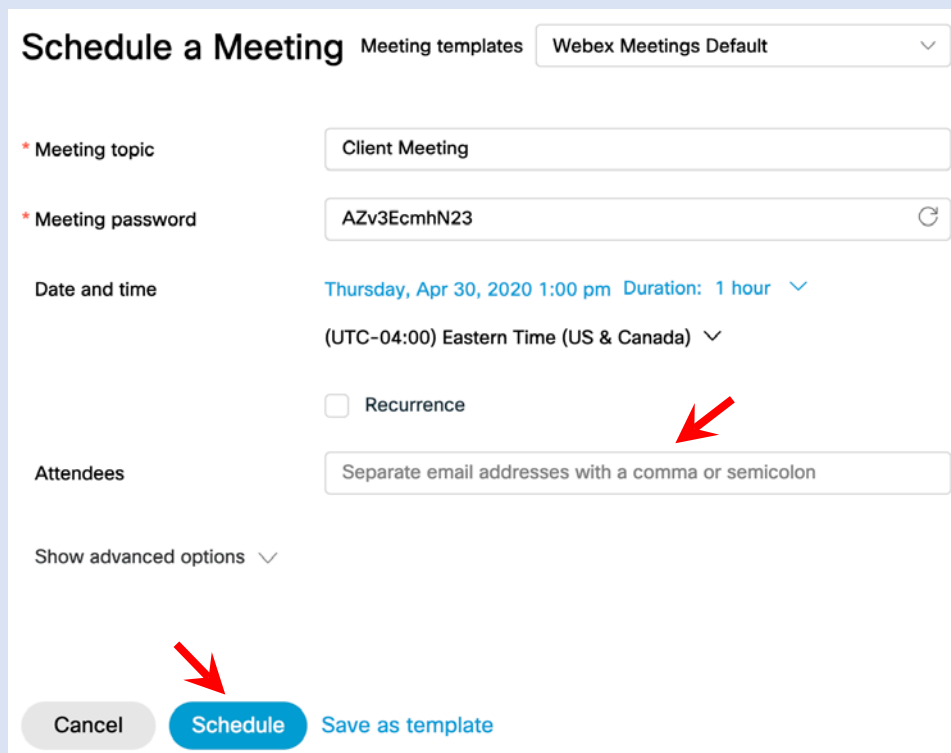 Schedule a Meeting Meeting templates Webex Meetings Default
* Meeting topic Client Meeting
* Meeting password AZv3EcmhN23
Date and time Thursday, Apr 30, 2020 1:00 pm Duration: 1 hour
(UTC-04:00) Eastern Time (US & Canada)
Recurrence
Attendees Separate email addresses with a comma or semicolon
Show advanced options
Cancel Schedule Save as template